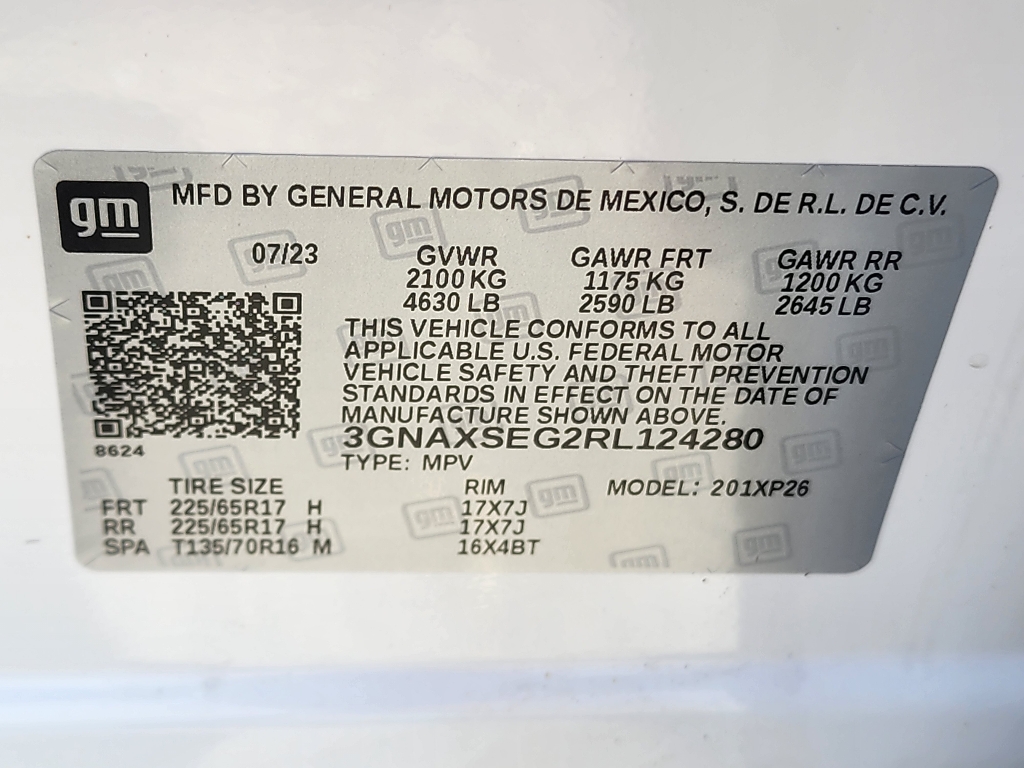 gm
MFD BY GENERAL MOTORS DE MEXICO, S. DE R.L. DE C.V.
07/23 GVWR GAWR FRT GAWR RR
2100 KG 1175 KG 1200 KG
4630 LB 2590 LB 2645 LB
THIS VEHICLE CONFORMS TO ALL
APPLICABLE U.S. FEDERAL MOTOR
VEHICLE SAFETY AND THEFT PREVENTION
STANDARDS IN EFFECT ON THE DATE OF
MANUFACTURE SHOWN ABOVE.
3GNAXSEG2RL124280
8624
TYPE: MPV
TIRE SIZE RIM MODEL: 201XP26
FRT 225/65R17 H 17X7J
RR 225/65R17 H 17X7J
SPA T135/70R16 M 16X4BT